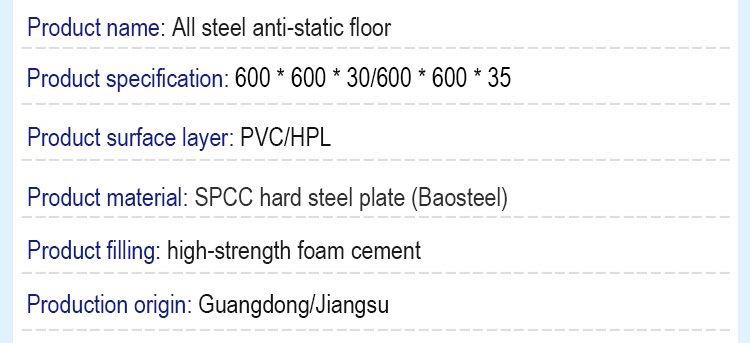 Product name: All steel anti-static floor
Product specification: 600 * 600 * 30/600 * 600 * 35
Product surface layer: PVC/HPL
Product material: SPCC hard steel plate (Baosteel)
Product filling: high-strength foam cement
Production origin: Guangdong/Jiangsu